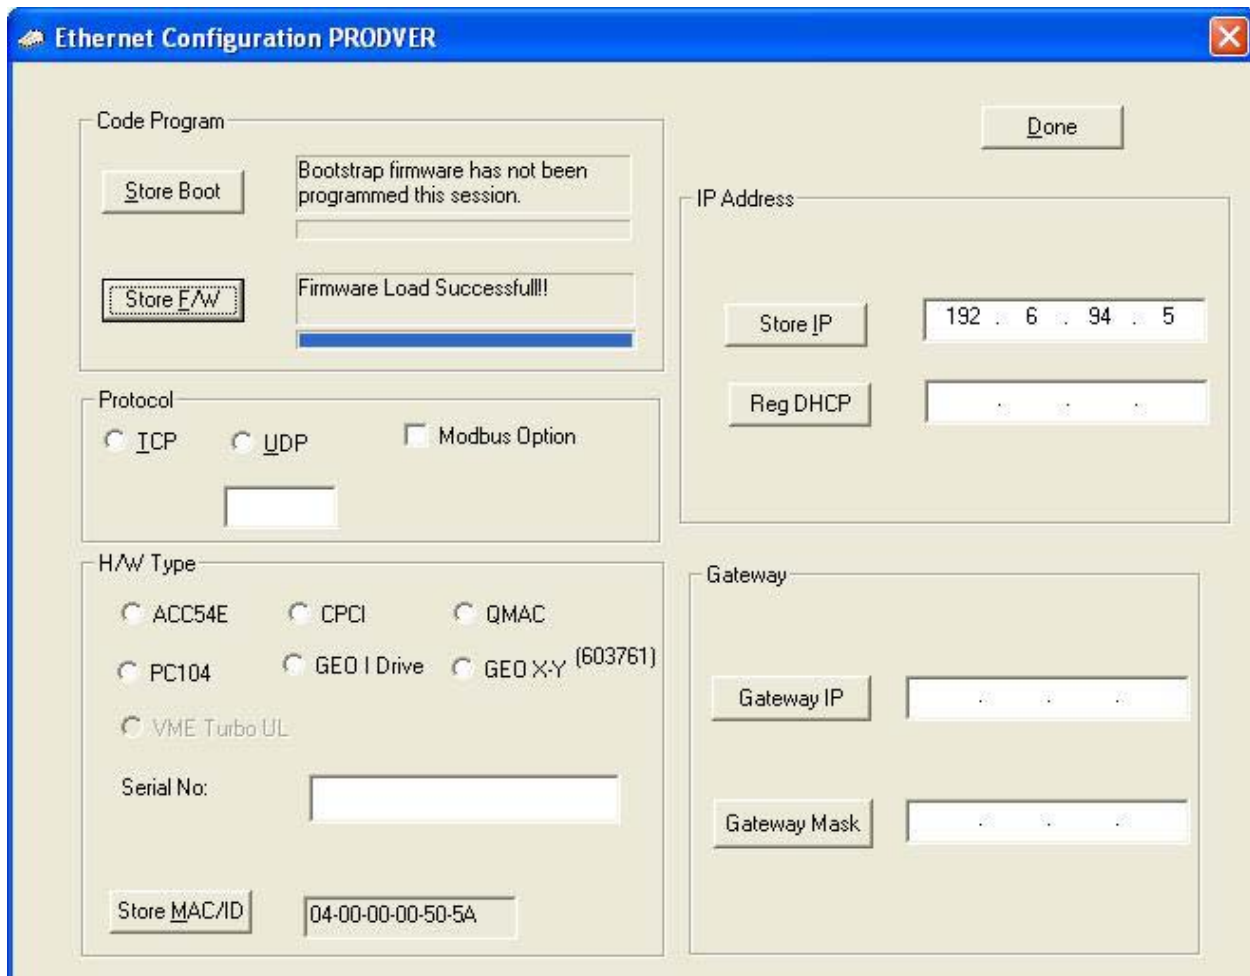 Ethernet Configuration PRODVER
Code Program
Done
Store Boot
Bootstrap firmware has not been
programmed this session.
Store F/W
Firmware Load Successfull!!
IP Address
Store IP
192 . 6 . 94 . 5
Reg DHCP
. . .
Protocol
TCP
UDP
Modbus Option
H/W Type
ACC54E
CPCI
QMAC
PC104
GEO I Drive
GEO X-Y (603761)
VME Turbo UL
Serial No:
Store MAC/ID
04-00-00-00-50-5A
Gateway
Gateway IP
. . .
Gateway Mask
. . .